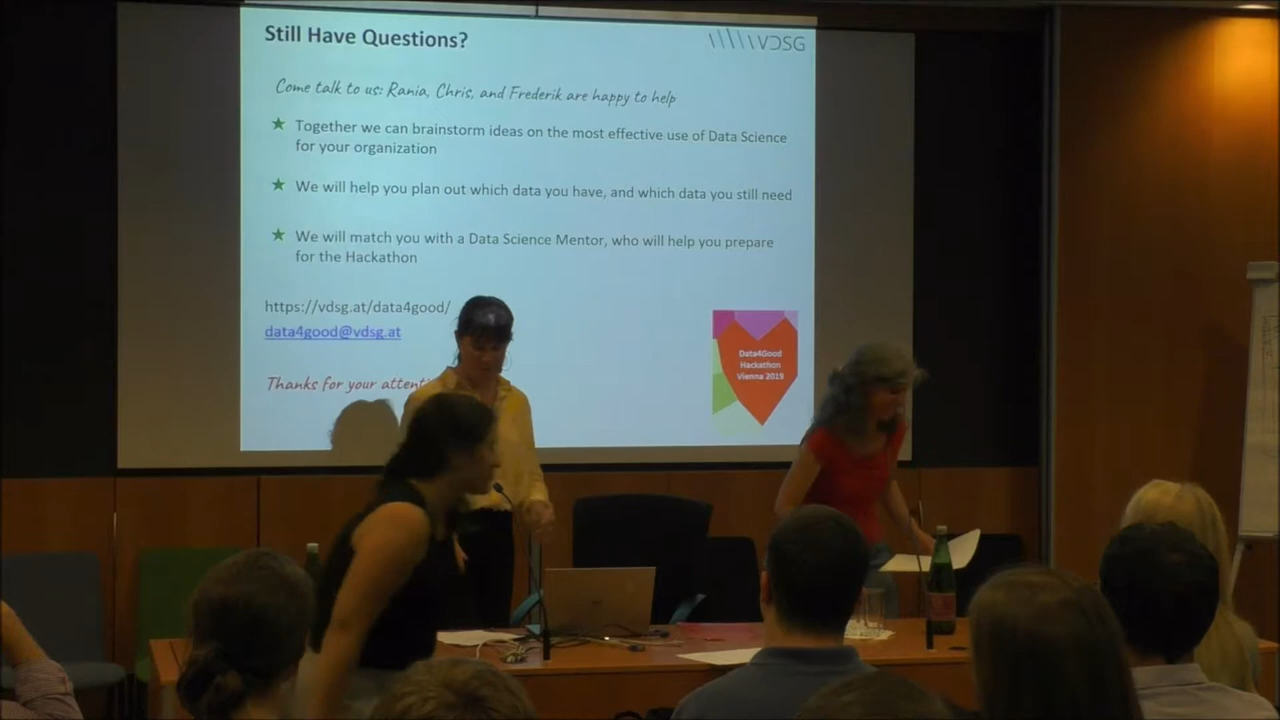 Still Have Questions?
VDSG
Come talk to us: Rania, Chris, and Frederik are happy to help
Together we can brainstorm ideas on the most effective use of Data Science
for your organization
We will help you plan out which data you have, and which data you still need
We will match you with a Data Science Mentor, who will help you prepare
for the Hackathon
https://vdsg.at/data4good/
data4good@vdsg.at
Data4Good
Hackathon
Vienna 2019
Thanks for your